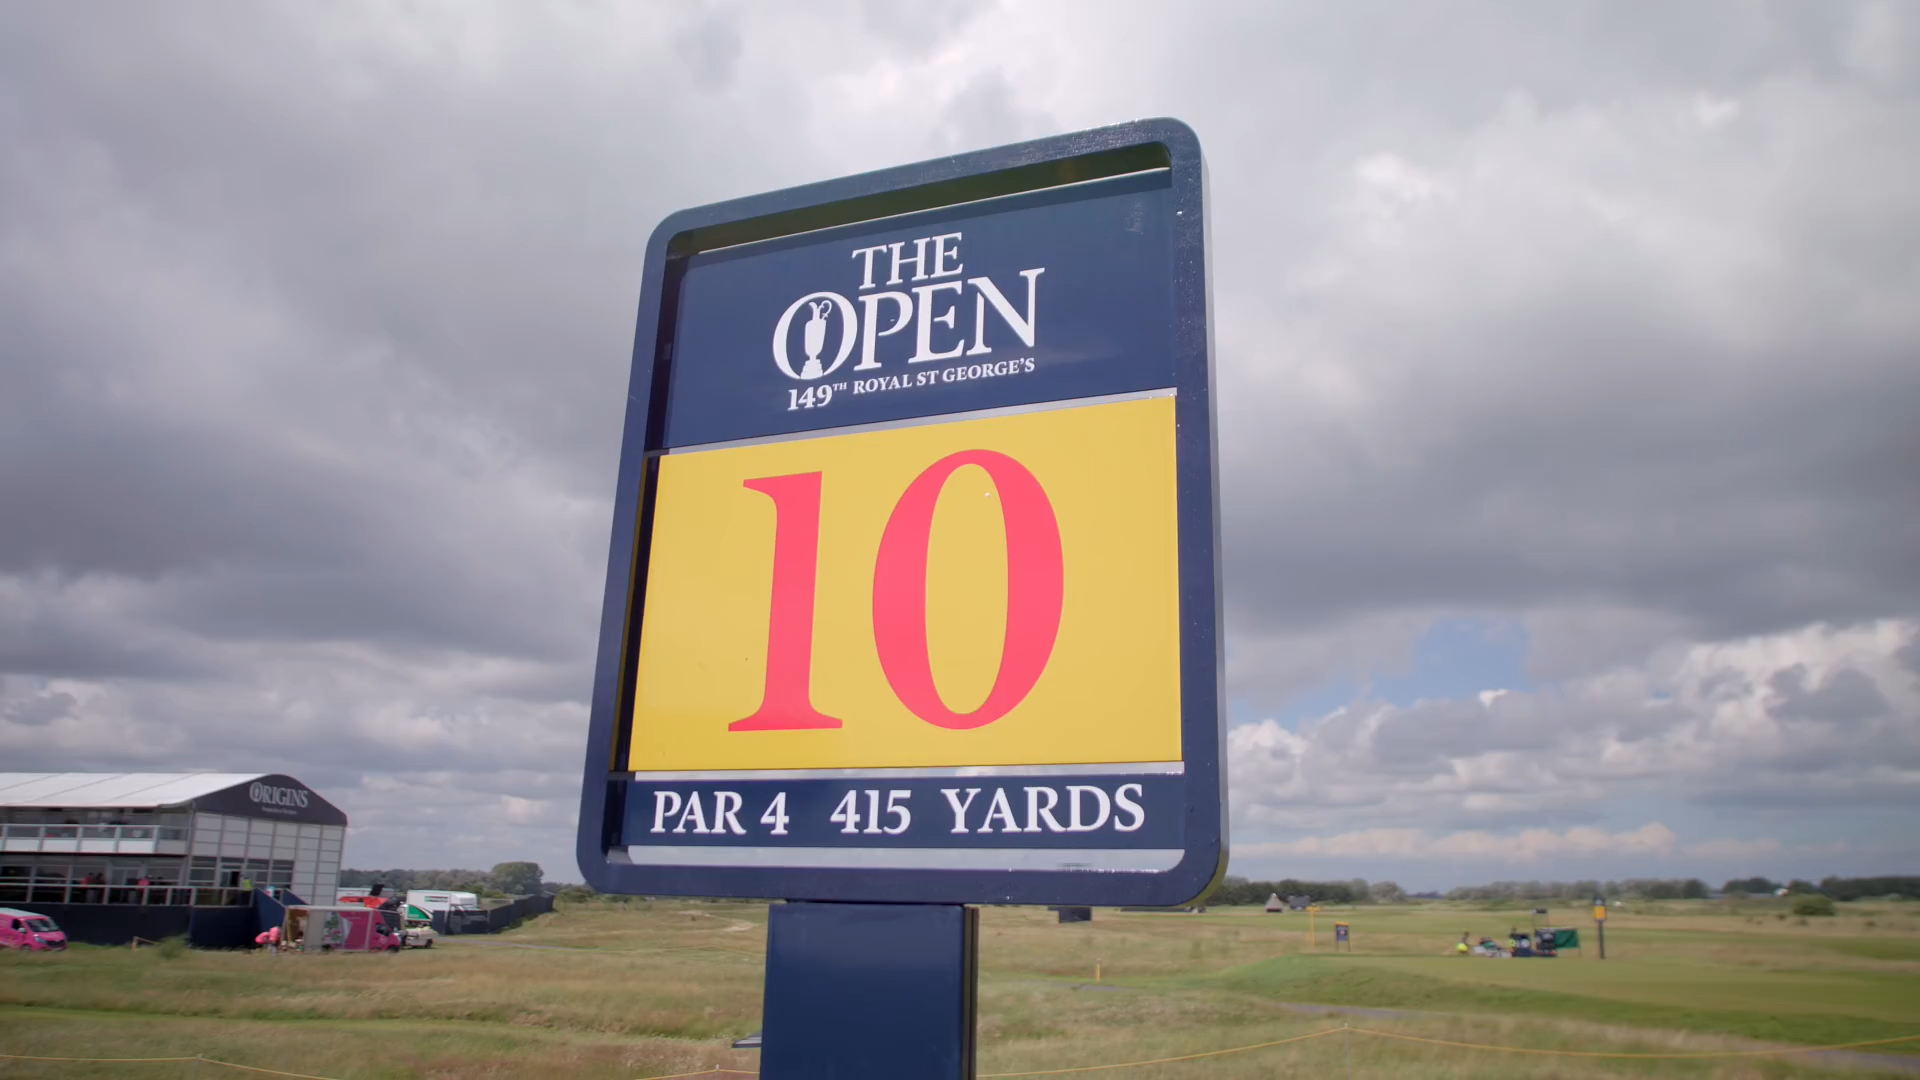 THE
OPEN
149TH ROYAL ST GEORGE'S
10
PAR 4 415 YARDS
ORIGINS